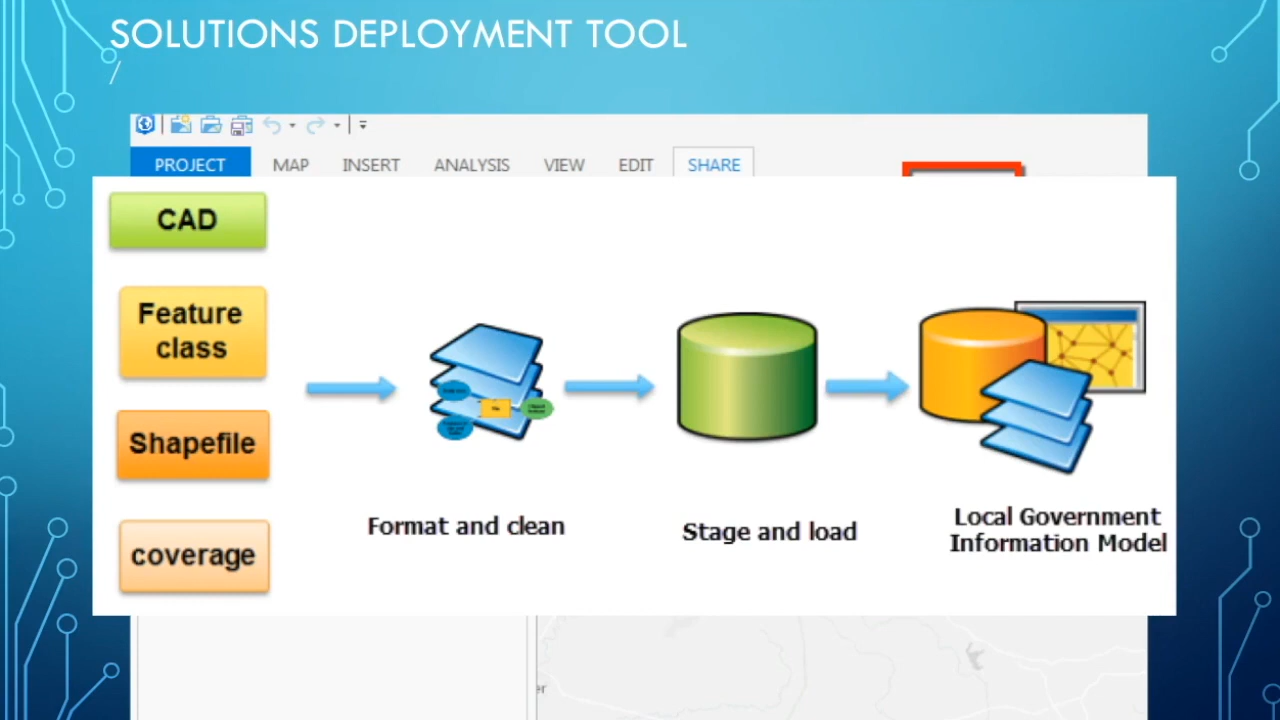 SOLUTIONS DEPLOYMENT TOOL
/
PROJECT MAP INSERT ANALYSIS VIEW EDIT SHARE
CAD
Feature
class
Shapefile
coverage
Format and clean
Stage and load
Local Government
Information Model
er